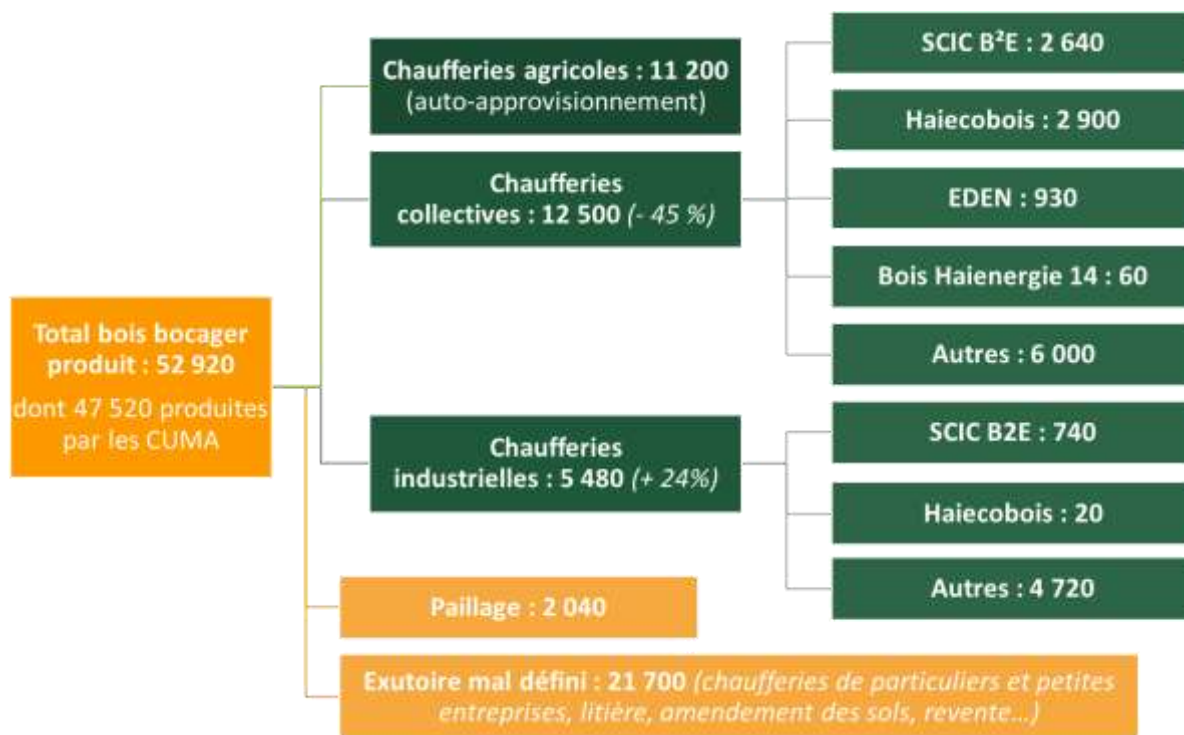 Total bois bocager
produit : 52 920
dont 47 520 produites
par les CUMA
Chaufferies agricoles : 11 200
(auto-approvisionnement)
Chaufferies
collectives : 12 500 (- 45 %)
SCIC B²E : 2 640
Haiecobois : 2 900
EDEN : 930
Bois Haienergie 14 : 60
Autres : 6 000
Chaufferies
industrielles : 5 480 (+ 24%)
SCIC B2E : 740
Haiecobois : 20
Autres : 4 720
Paillage : 2 040
Exutoire mal défini : 21 700 (chaufferies de particuliers et petites
entreprises, litière, amendement des sols, revente…)